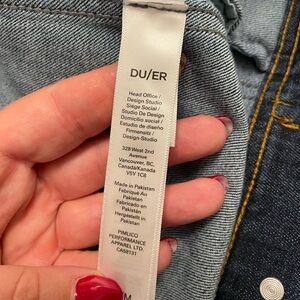 DU/ER
Head Office /
Design Studio
Siège Social /
Studio De Design
Domicilio social /
Estudio de diseño
Firmensitz /
Design-Studio
328 West 2nd
Avenue
Vancouver, BC,
Canada/Kanada
V5Y 1C8
Made in Pakistan
Fabriqué Au
Pakistan
Fabricado en
Pakistán
Hergestellt in
Pakistan
PIMLICO
PERFORMANCE
APPAREL LTD.
CA58131